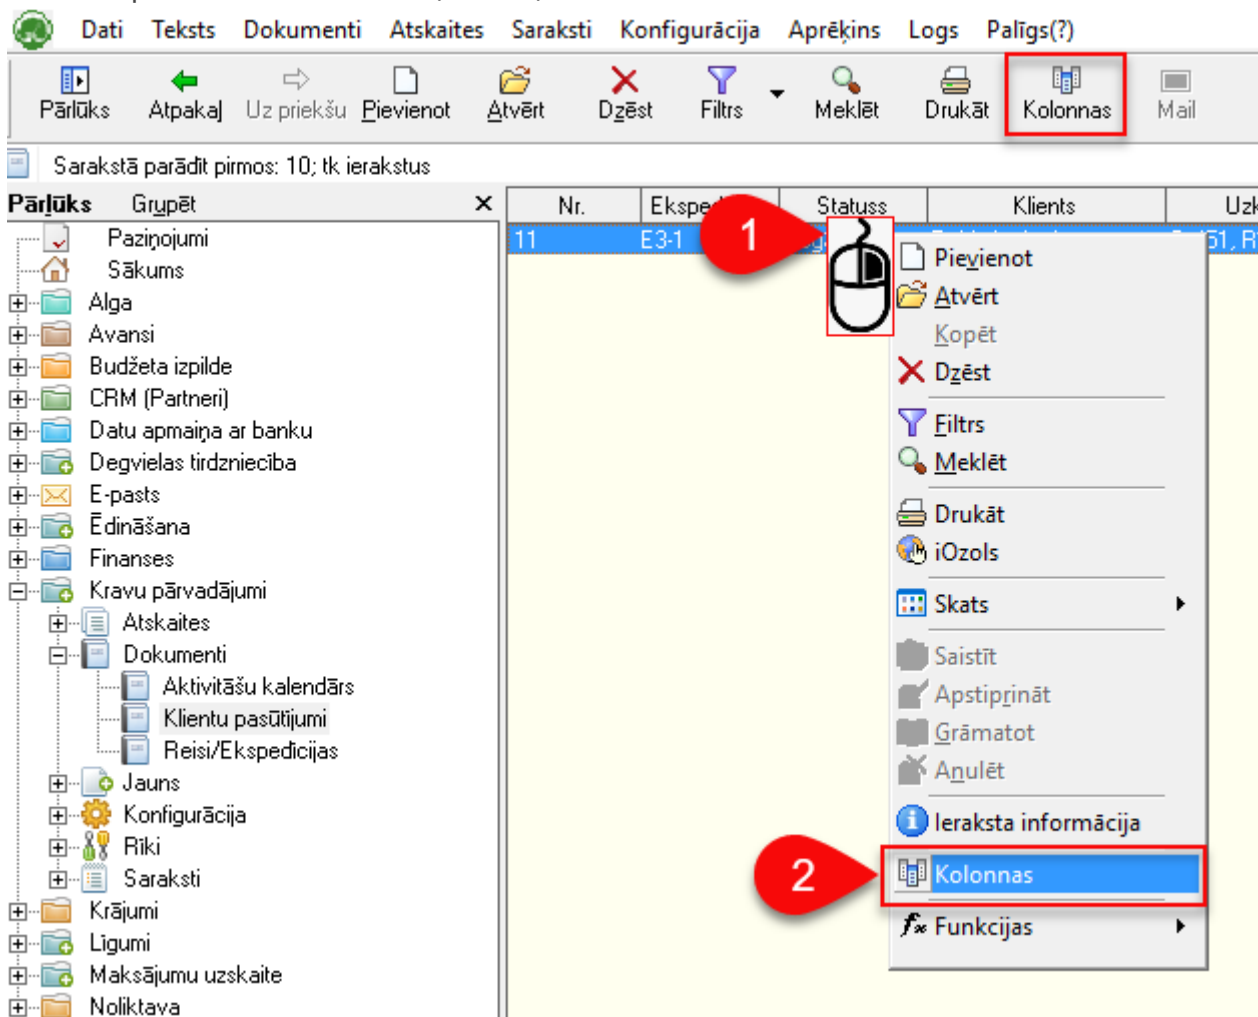 Dati Teksts Dokumenti Atskaites Saraksti Konfigurācija Aprēķins Logs Palīgs(?)
Pārlūks Atpakaļ Uz priekšu Pievienot Atvērt Dzēst Filtrs Meklēt Drukāt Kolonnas Mail
Sarakstā parādīt pirmos: 10; tk ierakstus
Pārlūks Grupēt × Nr. Statuss Klients
11 E3-1
1
Paziņojumi
Sākums
Alga
Avansi
Budžeta izpilde
CRM (Partneri)
Datu apmaiņa ar banku
Degvielas tirdzniecība
E-pasts
Ēdināšana
Finanses
Kravu pārvadājumi
Atskaites
Dokumenti
Aktivitāšu kalendārs
Klientu pasūtījumi
Reisi/Ekspedīcijas
Jauns
Konfigurācija
Rīki
Saraksti
Krājumi
Līgumi
Maksājumu uzskaite
Noliktava
Pievienot
Atvērt
Kopēt
Dzēst
Filtrs
Meklēt
Drukāt
iOzols
Skats
Saistīt
Apstiprināt
Grāmatot
Anulēt
Ieraksta informācija
2
Kolonnas
Funkcijas